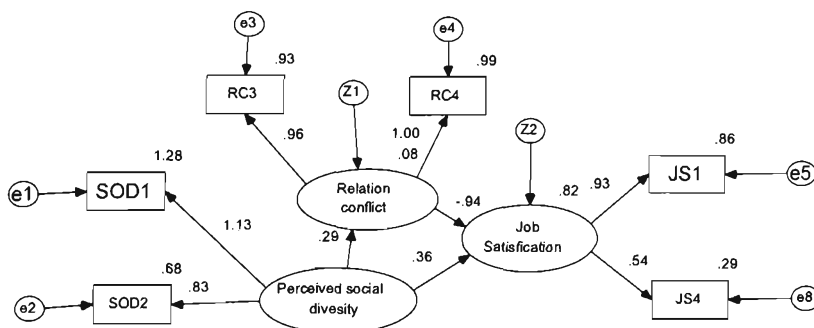 e3
e4
.93
.99
RC3
Z1
RC4
Z2
.96
1.00
.08
.86
1.28
JS1
e5
e1
SOD1
Relation
conflict
.82
.93
-.94
Job
Satisfication
1.13
.29
.36
.54
.29
.68
.83
Perceived social
divesity
e2
SOD2
JS4
e8